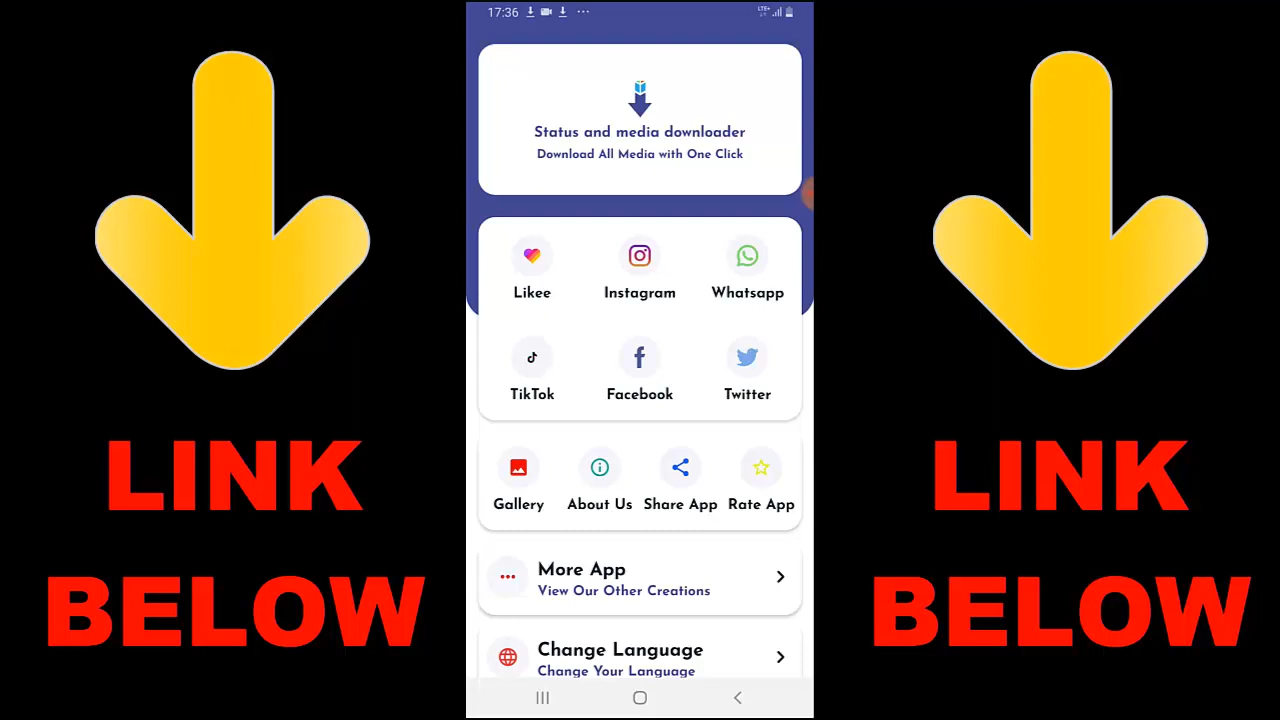 17:36
LTE+
Status and media downloader
Download All Media with One Click
Likee
Instagram
Whatsapp
TikTok
Facebook
Twitter
Gallery
About Us
Share App
Rate App
More App
View Our Other Creations
Change Language
Change Your Language
LINK
BELOW
LINK
BELOW